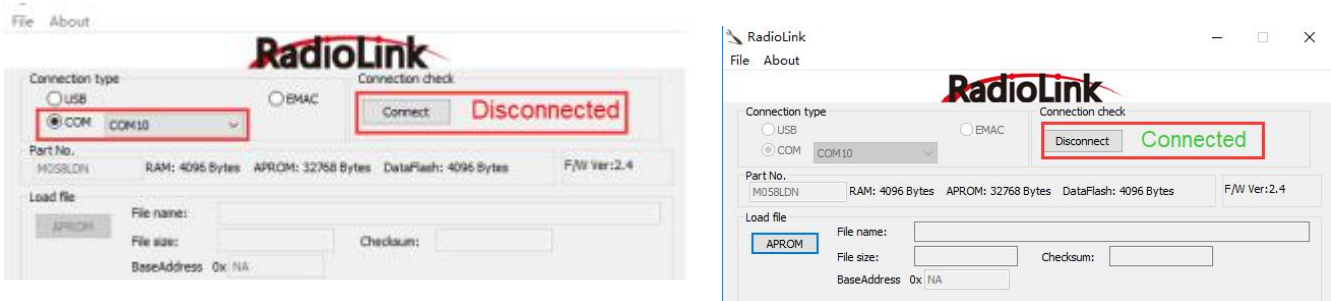 File About
RadioLink
Connection type
Connection check
USB
EMAC
COM COM10
Connect Disconnected
Part No.
M058LDN RAM: 4096 Bytes APROM: 32768 Bytes DataFlash: 4096 Bytes F/W Ver:2.4
Load file
APROM
File name:
File size: Checksum:
BaseAddress 0x NA
RadioLink
File About
RadioLink
Connection type
Connection check
USB
EMAC
COM COM10
Disconnect Connected
Part No.
M058LDN RAM: 4096 Bytes APROM: 32768 Bytes DataFlash: 4096 Bytes F/W Ver:2.4
Load file
APROM
File name:
File size: Checksum:
BaseAddress 0x NA